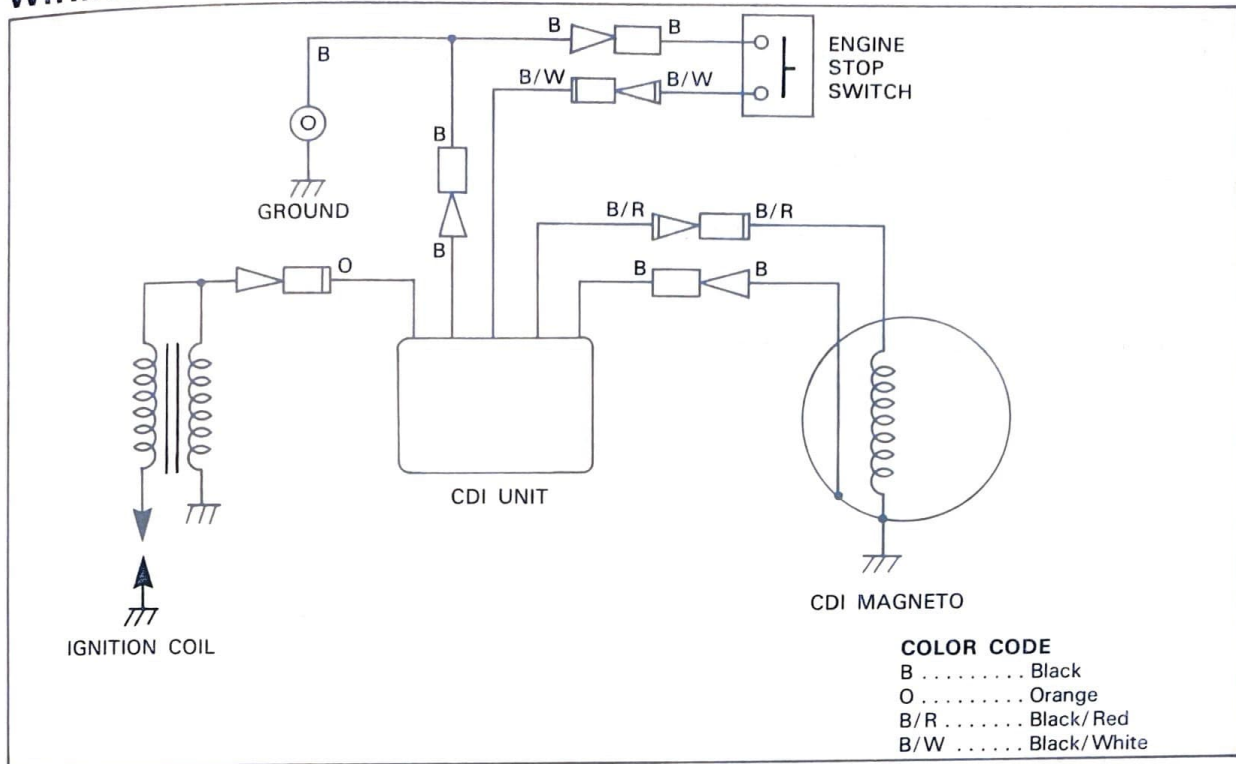 B
B
B
ENGINE
STOP
SWITCH
B/W
B/W
B
O
GROUND
B
B/R
B/R
B
B
O
CDI UNIT
CDI MAGNETO
IGNITION COIL
COLOR CODE
B ......... Black
O ......... Orange
B/R ....... Black/Red
B/W ...... Black/White